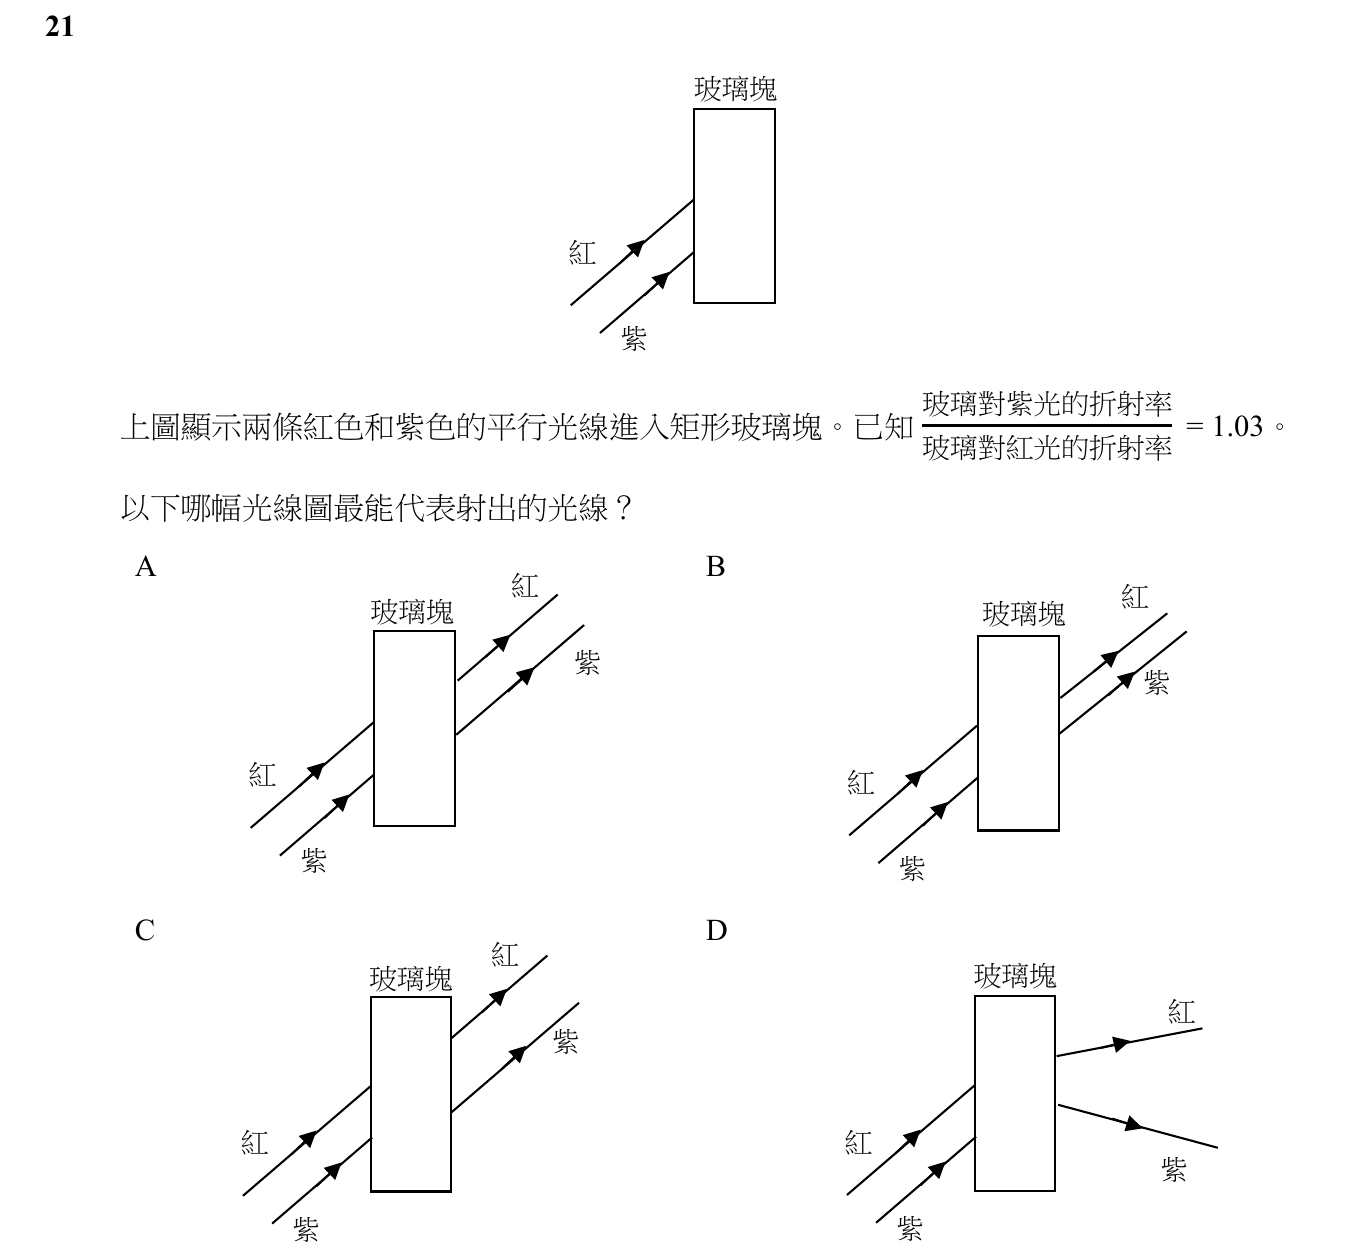 21
玻璃塊
紅
紫
上圖顯示兩條紅色和紫色的平行光線進入矩形玻璃塊。已知 玻璃對紫光的折射率 / 玻璃對紅光的折射率 = 1.03。
以下哪幅光線圖最能代表射出的光線？
A
紅
玻璃塊
紫
紅
紫
B
紅
玻璃塊
紫
紅
紫
C
紅
玻璃塊
紫
紅
紫
D
玻璃塊
紅
紅
紫
紫